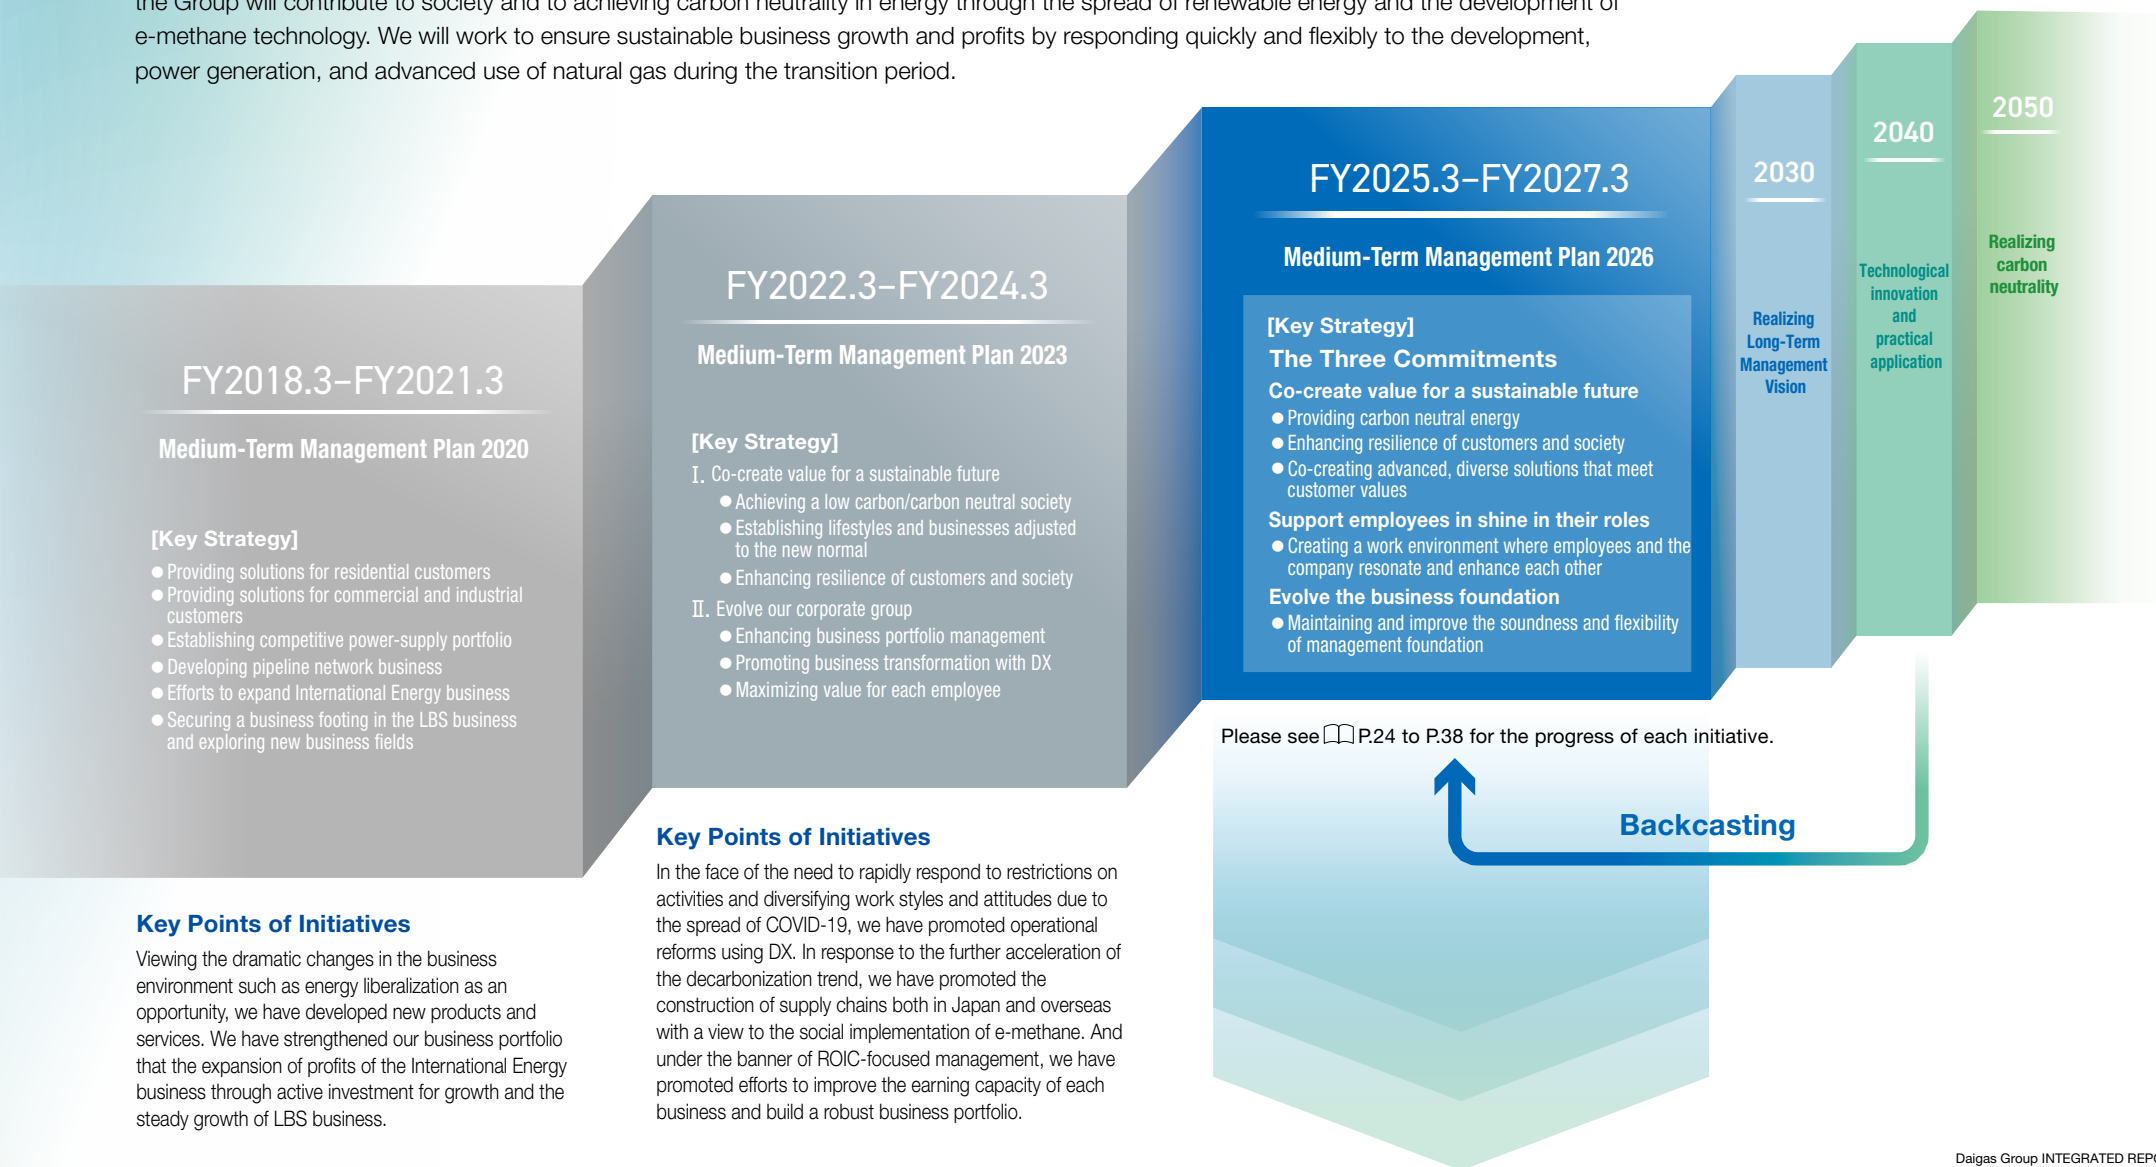 the Group will contribute to society and to achieving carbon neutrality in energy through the spread of renewable energy and the development of
e-methane technology. We will work to ensure sustainable business growth and profits by responding quickly and flexibly to the development,
power generation, and advanced use of natural gas during the transition period.
FY2018.3–FY2021.3
Medium-Term Management Plan 2020
[Key Strategy]
● Providing solutions for residential customers
● Providing solutions for commercial and industrial
customers
● Establishing competitive power-supply portfolio
● Developing pipeline network business
● Efforts to expand International Energy business
● Securing a business footing in the LBS business
and exploring new business fields
Key Points of Initiatives
Viewing the dramatic changes in the business
environment such as energy liberalization as an
opportunity, we have developed new products and
services. We have strengthened our business portfolio
that the expansion of profits of the International Energy
business through active investment for growth and the
steady growth of LBS business.
FY2022.3–FY2024.3
Medium-Term Management Plan 2023
[Key Strategy]
Ⅰ. Co-create value for a sustainable future
● Achieving a low carbon/carbon neutral society
● Establishing lifestyles and businesses adjusted
to the new normal
● Enhancing resilience of customers and society
Ⅱ. Evolve our corporate group
● Enhancing business portfolio management
● Promoting business transformation with DX
● Maximizing value for each employee
Key Points of Initiatives
In the face of the need to rapidly respond to restrictions on
activities and diversifying work styles and attitudes due to
the spread of COVID-19, we have promoted operational
reforms using DX. In response to the further acceleration of
the decarbonization trend, we have promoted the
construction of supply chains both in Japan and overseas
with a view to the social implementation of e-methane. And
under the banner of ROIC-focused management, we have
promoted efforts to improve the earning capacity of each
business and build a robust business portfolio.
FY2025.3–FY2027.3
Medium-Term Management Plan 2026
[Key Strategy]
The Three Commitments
Co-create value for a sustainable future
● Providing carbon neutral energy
● Enhancing resilience of customers and society
● Co-creating advanced, diverse solutions that meet
customer values
Support employees in shine in their roles
● Creating a work environment where employees and the
company resonate and enhance each other
Evolve the business foundation
● Maintaining and improve the soundness and flexibility
of management foundation
Please see P.24 to P.38 for the progress of each initiative.
Backcasting
2030
Realizing
Long-Term
Management
Vision
2040
Technological
innovation
and
practical
application
2050
Realizing
carbon
neutrality
Daigas Group INTEGRATED